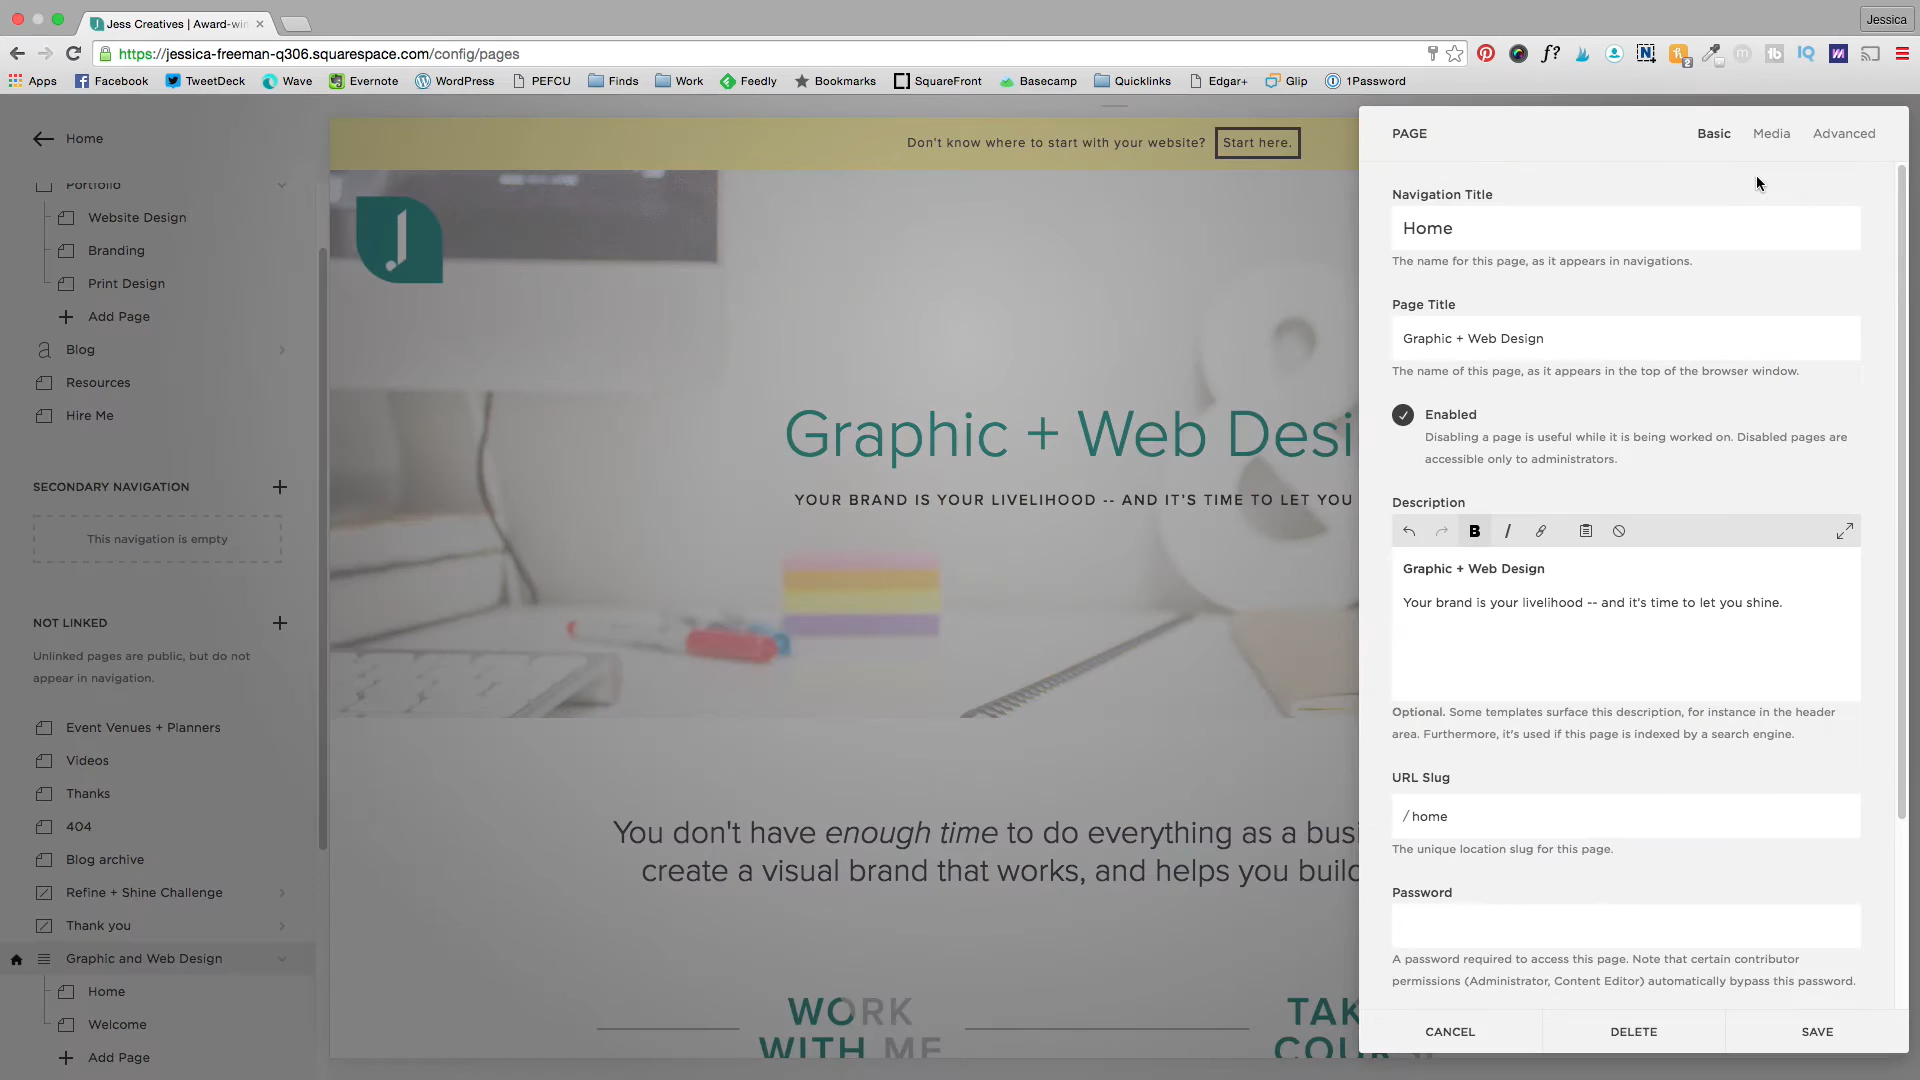 Jess Creatives | Award-win
Jessica
https://jessica-freeman-q306.squarespace.com/config/pages
Apps Facebook TweetDeck Wave Evernote WordPress PEFCU Finds Work Feedly Bookmarks SquareFront Basecamp Quicklinks Edgar+ Glip 1Password
Home
Portfolio
Website Design
Branding
Print Design
Add Page
Blog
Resources
Hire Me
SECONDARY NAVIGATION
This navigation is empty
NOT LINKED
Unlinked pages are public, but do not
appear in navigation.
Event Venues + Planners
Videos
Thanks
404
Blog archive
Refine + Shine Challenge
Thank you
Graphic and Web Design
Home
Welcome
Add Page
Don't know where to start with your website? Start here.
Graphic + Web Desi
YOUR BRAND IS YOUR LIVELIHOOD -- AND IT'S TIME TO LET YOU
You don't have enough time to do everything as a busi
create a visual brand that works, and helps you build
WORK
WITH ME
TAK
COU
PAGE
Basic Media Advanced
Navigation Title
Home
The name for this page, as it appears in navigations.
Page Title
Graphic + Web Design
The name of this page, as it appears in the top of the browser window.
Enabled
Disabling a page is useful while it is being worked on. Disabled pages are
accessible only to administrators.
Description
B I
Graphic + Web Design
Your brand is your livelihood -- and it's time to let you shine.
Optional. Some templates surface this description, for instance in the header
area. Furthermore, it's used if this page is indexed by a search engine.
URL Slug
/ home
The unique location slug for this page.
Password
A password required to access this page. Note that certain contributor
permissions (Administrator, Content Editor) automatically bypass this password.
CANCEL DELETE SAVE